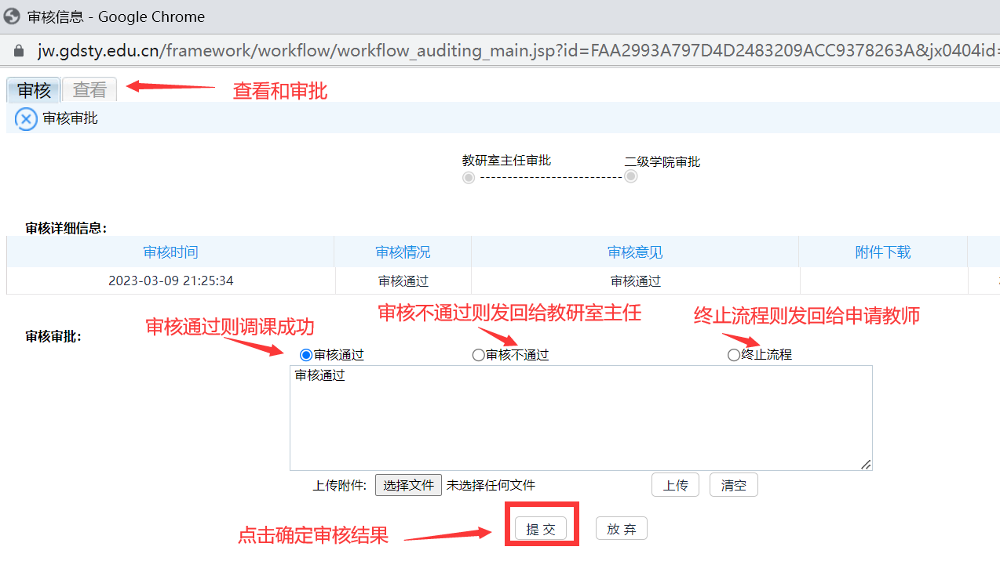 审核信息 - Google Chrome
jw.gdsty.edu.cn/framework/workflow/workflow_auditing_main.jsp?id=FAA2993A797D4D2483209ACC9378263A&jx0404id=
审核 查看 查看和审批
审核审批
教研室主任审批 二级学院审批
审核详细信息:
审核时间 审核情况 审核意见 附件下载
2023-03-09 21:25:34 审核通过 审核通过
审核通过则调课成功 审核不通过则发回给教研室主任 终止流程则发回给申请教师
审核审批:
审核通过 审核不通过 终止流程
审核通过
上传附件: 选择文件 未选择任何文件 上传 清空
点击确定审核结果 提 交 放 弃